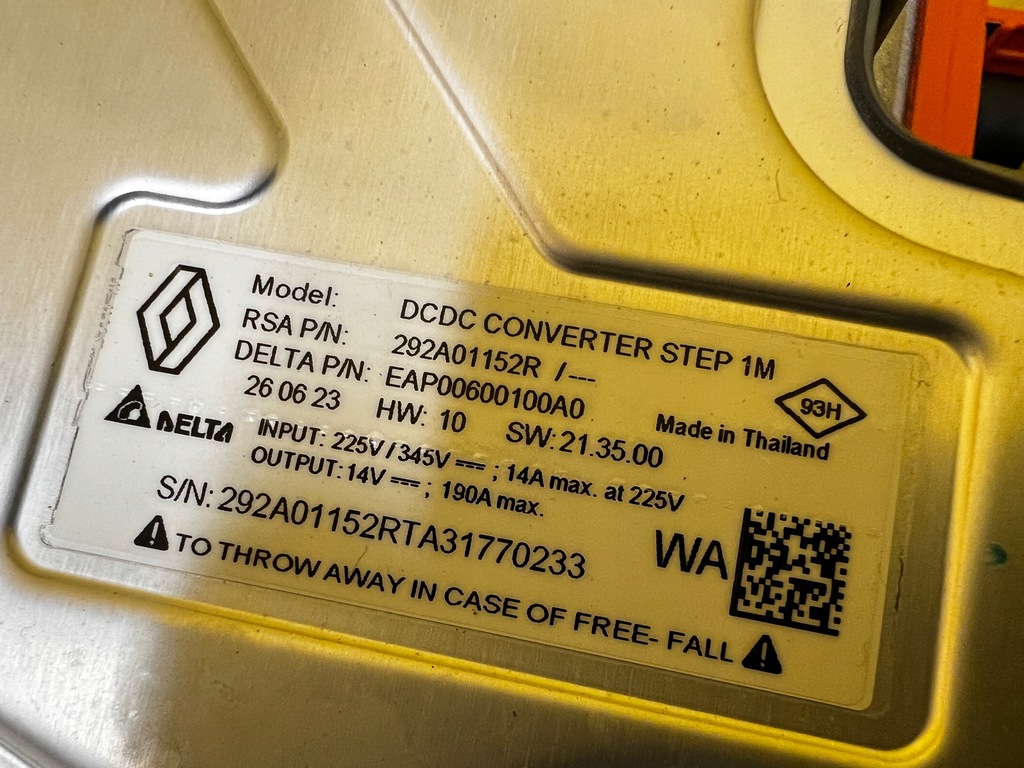 Model: DCDC CONVERTER STEP 1M
RSA P/N: 292A01152R /---
DELTA P/N: EAP00600100A0
26 06 23 HW: 10 SW:21.35.00
Made in Thailand
93H
DELTA
INPUT: 225V / 345V ⎓ ; 14A max. at 225V
OUTPUT:14V ⎓ ; 190A max.
S/N: 292A01152RTA31770233
WA
⚠ TO THROW AWAY IN CASE OF FREE- FALL ⚠